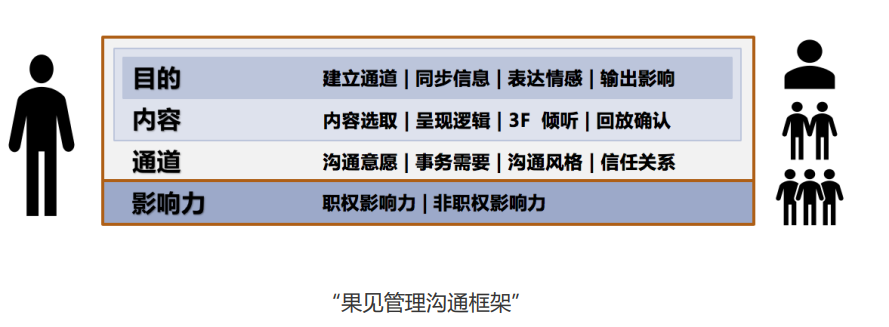 目的 建立通道 | 同步信息 | 表达情感 | 输出影响
内容 内容选取 | 呈现逻辑 | 3F 倾听 | 回放确认
通道 沟通意愿 | 事务需要 | 沟通风格 | 信任关系
影响力 职权影响力 | 非职权影响力
“果见管理沟通框架”